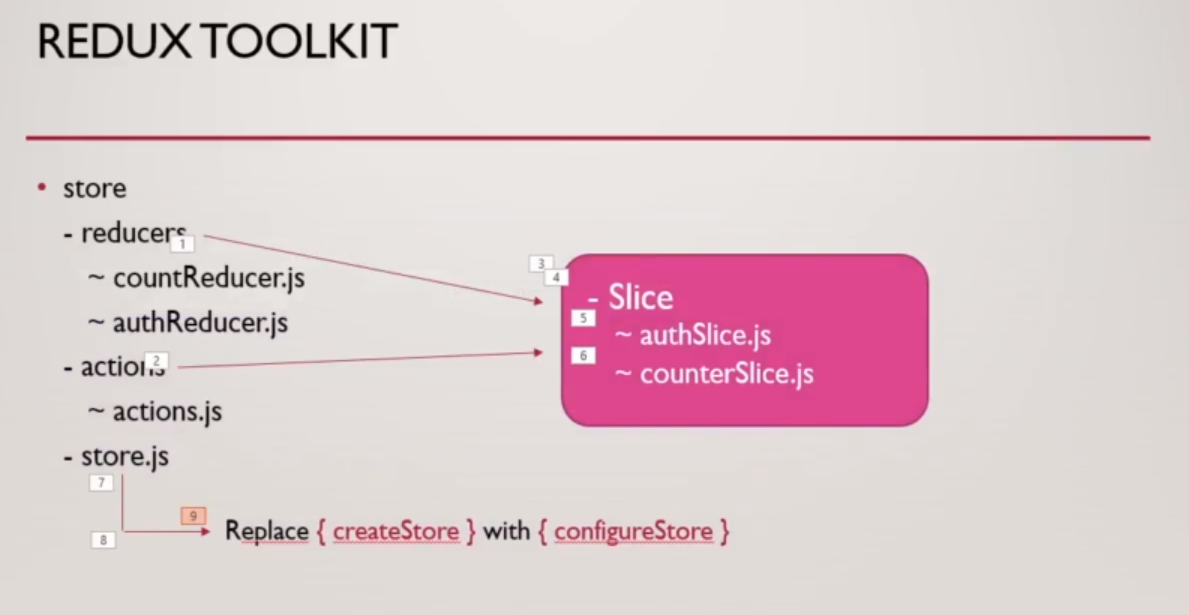 REDUX TOOLKIT
• store
- reducers
1
~ countReducer.js
~ authReducer.js
- actions
2
~ actions.js
- store.js
3
4
- Slice
5
~ authSlice.js
6
~ counterSlice.js
7
8
9
Replace { createStore } with { configureStore }